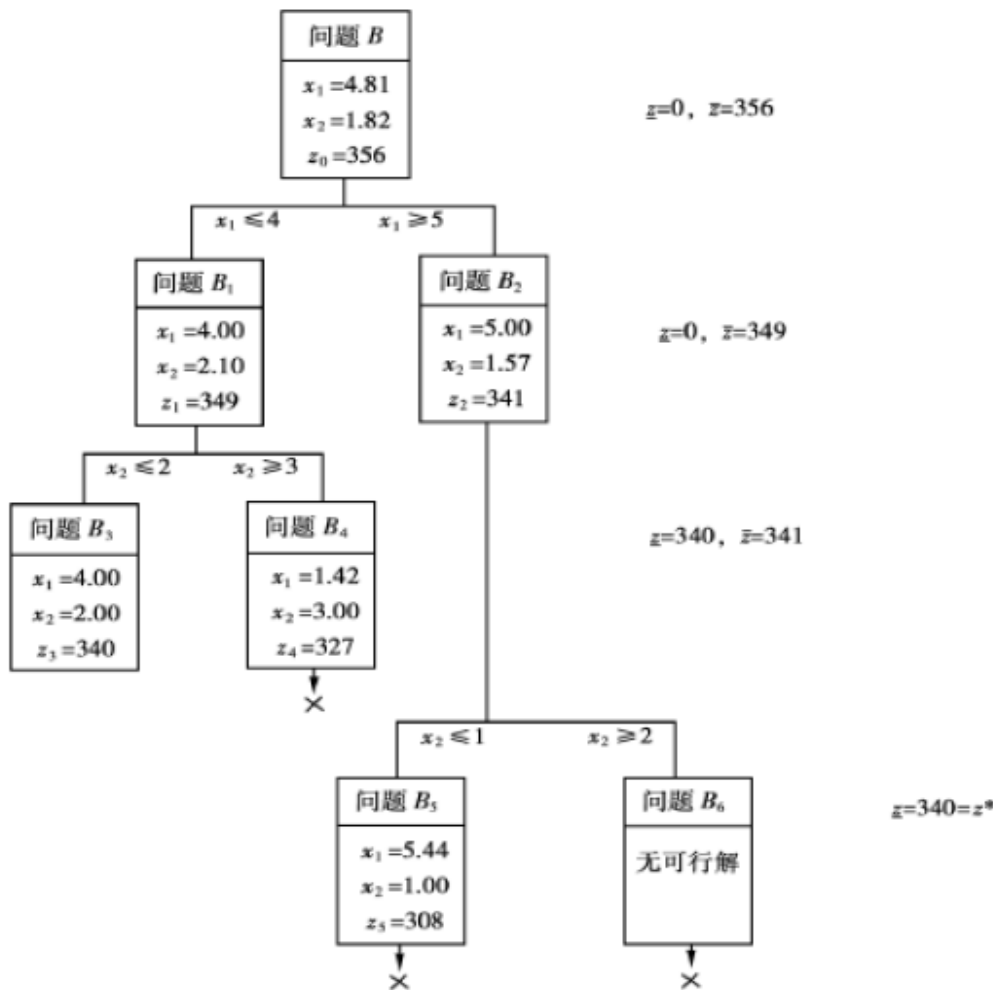 问题 B
x₁=4.81
x₂=1.82
z₀=356
z̲=0，z̄=356
x₁≤4
x₁≥5
问题 B₁
x₁=4.00
x₂=2.10
z₁=349
问题 B₂
x₁=5.00
x₂=1.57
z₂=341
z̲=0，z̄=349
x₂≤2
x₂≥3
问题 B₃
x₁=4.00
x₂=2.00
z₃=340
问题 B₄
x₁=1.42
x₂=3.00
z₄=327
z̲=340，z̄=341
x₂≤1
x₂≥2
问题 B₅
x₁=5.44
x₂=1.00
z₅=308
问题 B₆
无可行解
z̲=340=z*